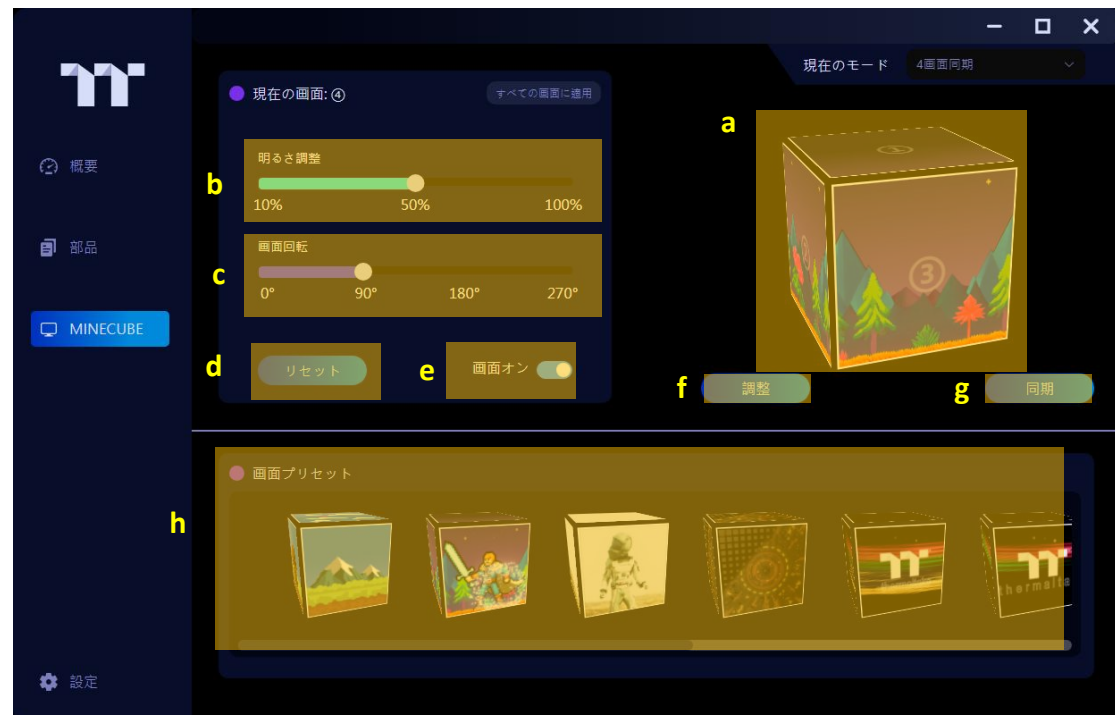 現在のモード 4画面同期
現在の画面: ④ すべての画面に適用
a
概要
明るさ調整
b
10% 50% 100%
画面回転
部品
c
0° 90° 180° 270°
③
MINECUBE
d
リセット
e
画面オン
f
調整
g
同期
画面プリセット
h
設定